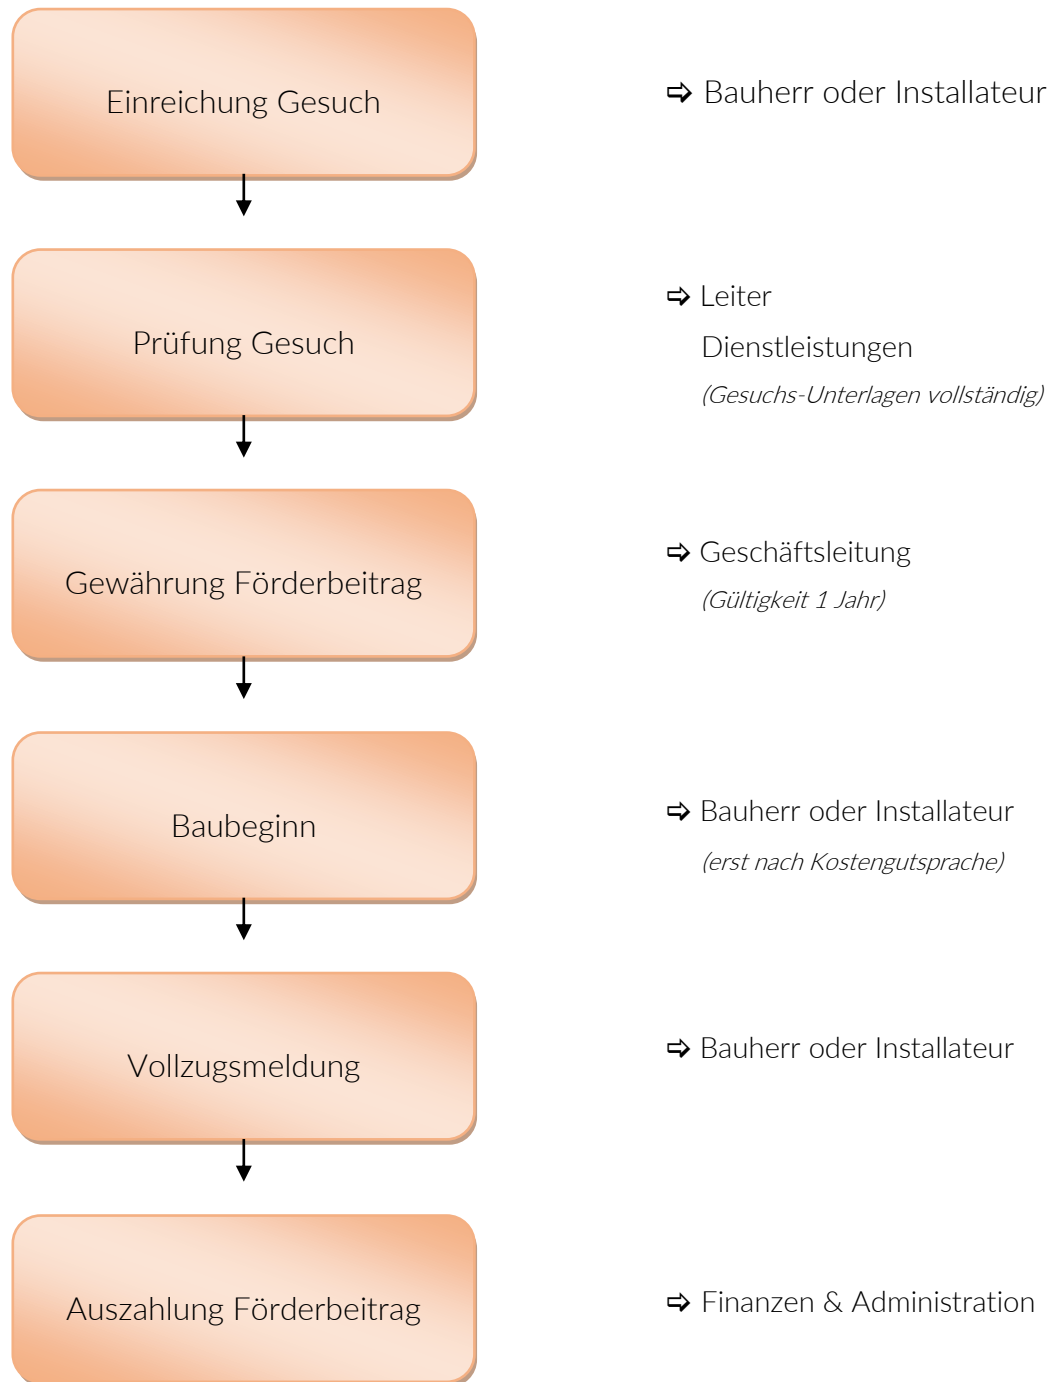 Einreichung Gesuch
⇨ Bauherr oder Installateur
Prüfung Gesuch
⇨ Leiter
Dienstleistungen
(Gesuchs-Unterlagen vollständig)
Gewährung Förderbeitrag
⇨ Geschäftsleitung
(Gültigkeit 1 Jahr)
Baubeginn
⇨ Bauherr oder Installateur
(erst nach Kostengutsprache)
Vollzugsmeldung
⇨ Bauherr oder Installateur
Auszahlung Förderbeitrag
⇨ Finanzen & Administration